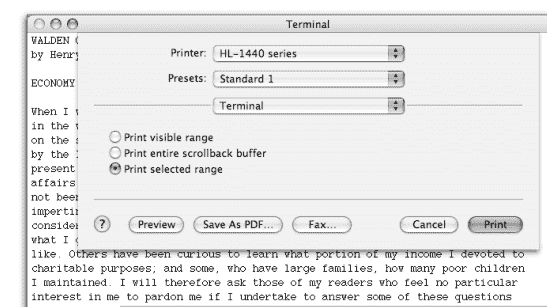 Terminal
WALDEN
by Henry
Printer: HL-1440 series
Presets: Standard 1
ECONOMY
Terminal
When I
in the
Print visible range
on the
Print entire scrollback buffer
by the
Print selected range
present
affairs
not been
imperti
? Preview Save As PDF... Fax... Cancel Print
consider
what I
like. Others have been curious to learn what portion of my income I devoted to
charitable purposes; and some, who have large families, how many poor children
I maintained. I will therefore ask those of my readers who feel no particular
interest in me to pardon me if I undertake to answer some of these questions